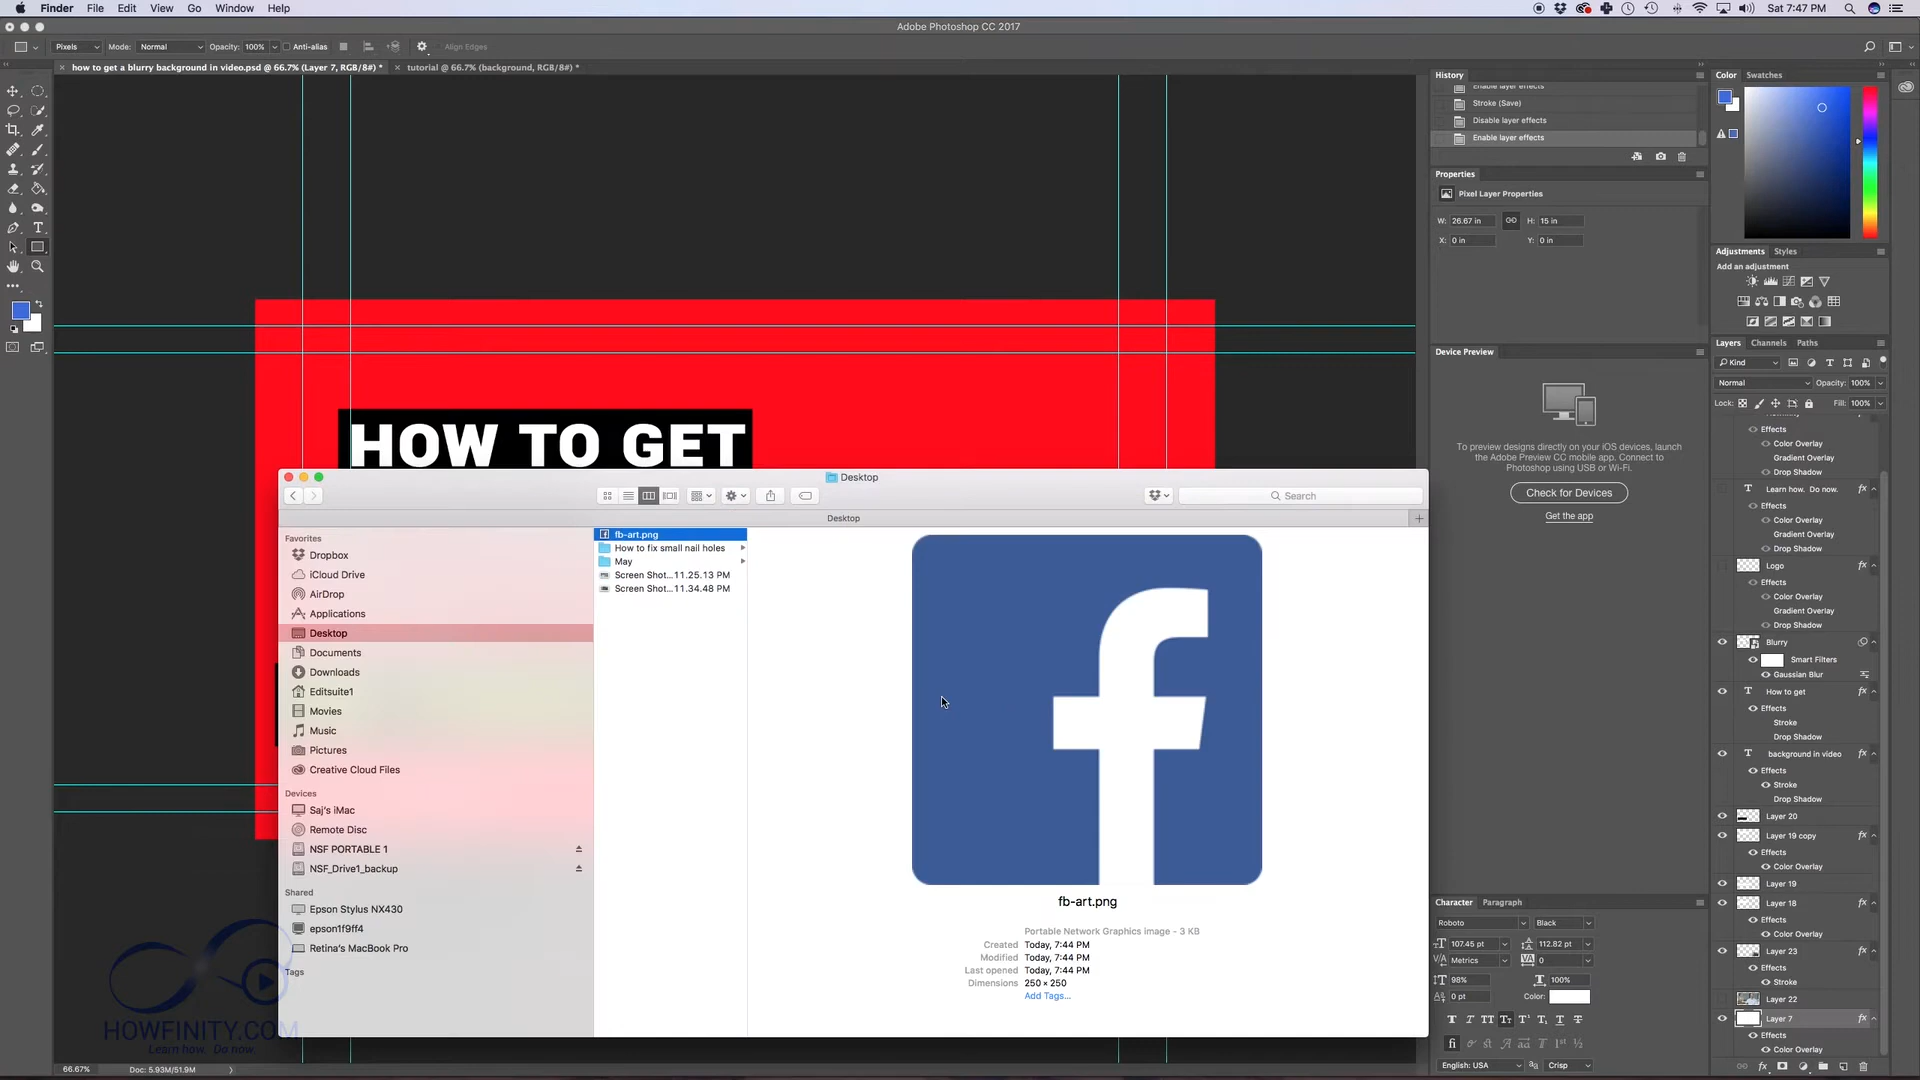 Finder File Edit View Go Window Help Sat 7:47 PM
Adobe Photoshop CC 2017
Pixels Mode: Normal Opacity: 100% Anti-alias Align Edges
how to get a blurry background in video.psd @ 66.7% (Layer 7, RGB/8#) * tutorial @ 66.7% (background, RGB/8#) *
History
Enable layer effects
Stroke (Save)
Disable layer effects
Enable layer effects
Properties
Pixel Layer Properties
W: 26.67 in H: 15 in
X: 0 in Y: 0 in
Device Preview
To preview designs directly on your iOS devices, launch
the Adobe Preview CC mobile app. Connect to
Photoshop using USB or Wi-Fi.
Check for Devices
Get the app
Color Swatches
Adjustments Styles
Add an adjustment
Layers Channels Paths
Kind
Normal Opacity: 100%
Lock: Fill: 100%
Effects
Color Overlay
Gradient Overlay
Drop Shadow
Learn how. Do now. fx
Effects
Color Overlay
Gradient Overlay
Drop Shadow
Logo fx
Effects
Color Overlay
Gradient Overlay
Drop Shadow
Blurry
Smart Filters
Gaussian Blur
How to get fx
Effects
Stroke
Drop Shadow
background in video fx
Effects
Stroke
Drop Shadow
Layer 20
Layer 19 copy fx
Effects
Color Overlay
Layer 19
Layer 18 fx
Effects
Color Overlay
Layer 23 fx
Effects
Stroke
Layer 22
Layer 7 fx
Effects
Color Overlay
HOW TO GET
Desktop
Search
Desktop
Favorites
Dropbox
iCloud Drive
AirDrop
Applications
Desktop
Documents
Downloads
Editsuite1
Movies
Music
Pictures
Creative Cloud Files
Devices
Saj's iMac
Remote Disc
NSF PORTABLE 1
NSF_Drive1_backup
Shared
Epson Stylus NX430
epson1f9ff4
Retina's MacBook Pro
Tags
fb-art.png
How to fix small nail holes
May
Screen Shot...11.25.13 PM
Screen Shot...11.34.48 PM
f
fb-art.png
Portable Network Graphics image - 3 KB
Created Today, 7:44 PM
Modified Today, 7:44 PM
Last opened Today, 7:44 PM
Dimensions 250 × 250
Add Tags...
Character Paragraph
Roboto Black
107.45 pt 112.82 pt
Metrics 0
98% 100%
0 pt Color:
English: USA Crisp
HOWFINITY.COM
Learn how. Do now
66.67% Doc: 5.93M/51.9M